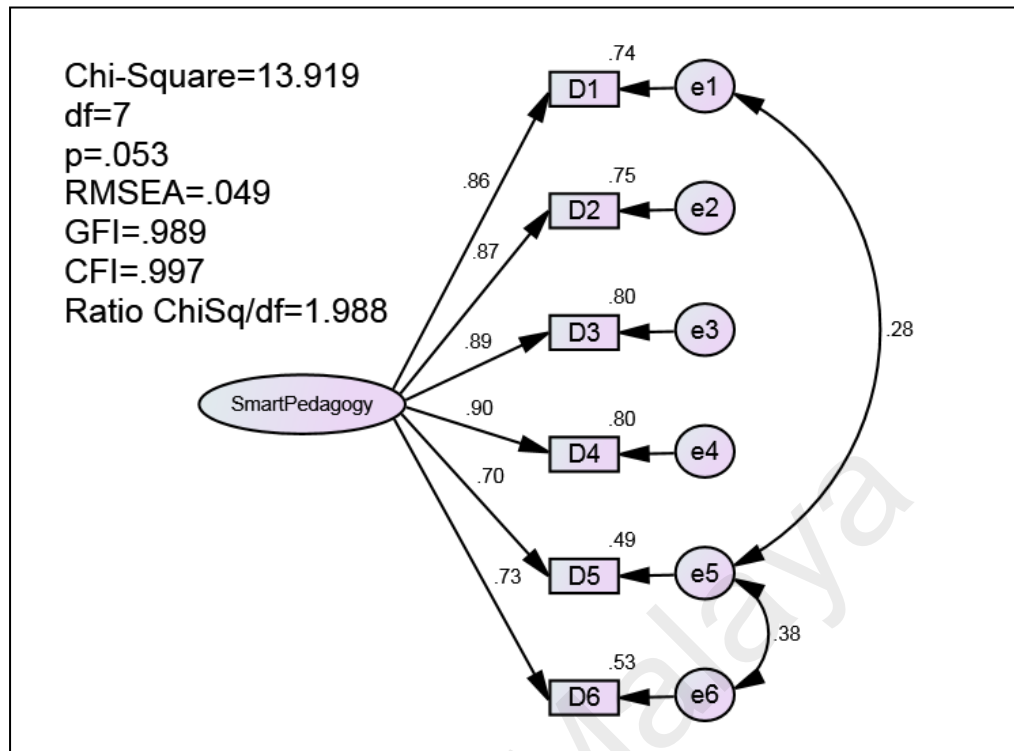 Chi-Square=13.919
df=7
p=.053
RMSEA=.049
GFI=.989
CFI=.997
Ratio ChiSq/df=1.988
.74
D1
e1
.86
.75
D2
e2
.87
.80
D3
e3
.28
.89
SmartPedagogy
.90
.80
D4
e4
.70
.49
D5
e5
.73
.38
.53
D6
e6
Malaya